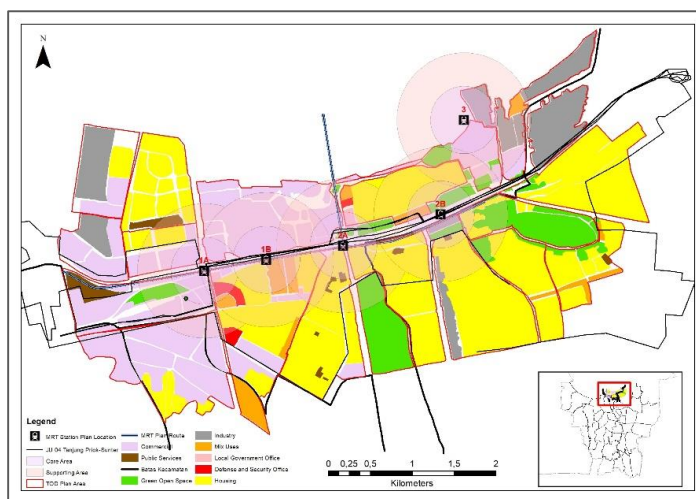 N
3
2B
2A
1B
1A
Legend
MRT Station Plan Location
JU 04 Tanjung Priok-Sunter
Core Area
Supporting Area
TOD Plan Area
MRT Plan Route
Commercial
Public Services
Batas Kecamatan
Green Open Space
Industry
Mix Uses
Local Government Office
Defense and Security Office
Housing
0 0,25 0,5 1 1,5 2
Kilometers